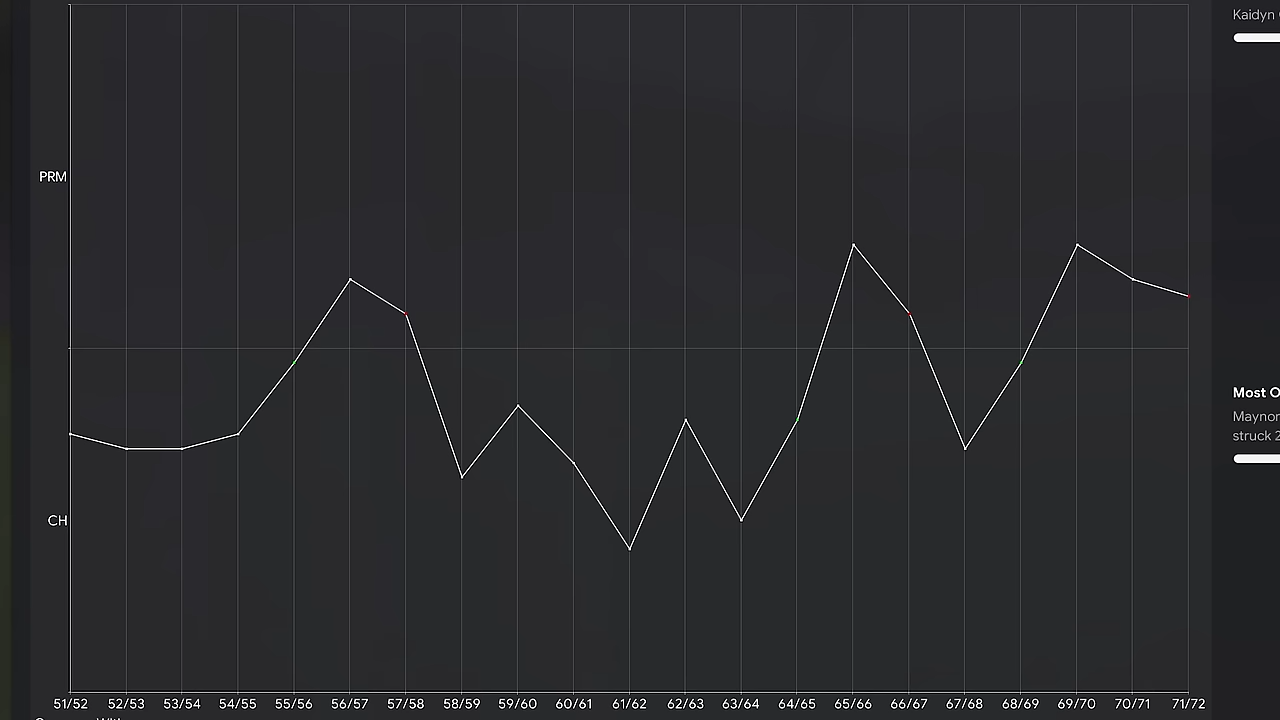 Kaidyn
PRM
CH
Most O
Maynor
struck 2
51/52 52/53 53/54 54/55 55/56 56/57 57/58 58/59 59/60 60/61 61/62 62/63 63/64 64/65 65/66 66/67 67/68 68/69 69/70 70/71 71/72